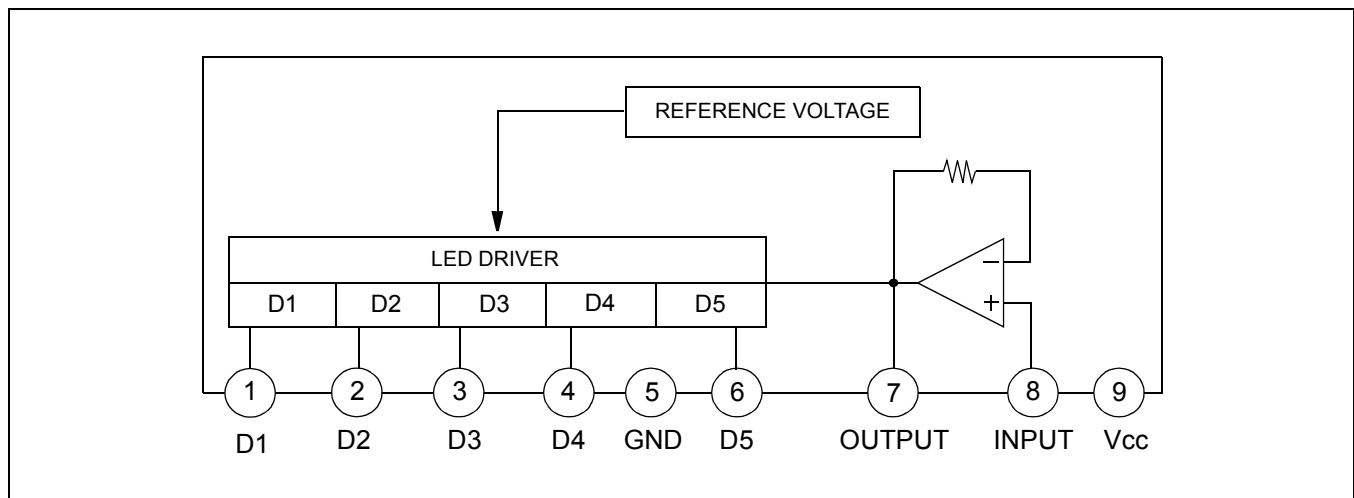 REFERENCE VOLTAGE
LED DRIVER
D1 D2 D3 D4 D5
− +
1 2 3 4 5 6 7 8 9
D1 D2 D3 D4 GND D5 OUTPUT INPUT Vcc